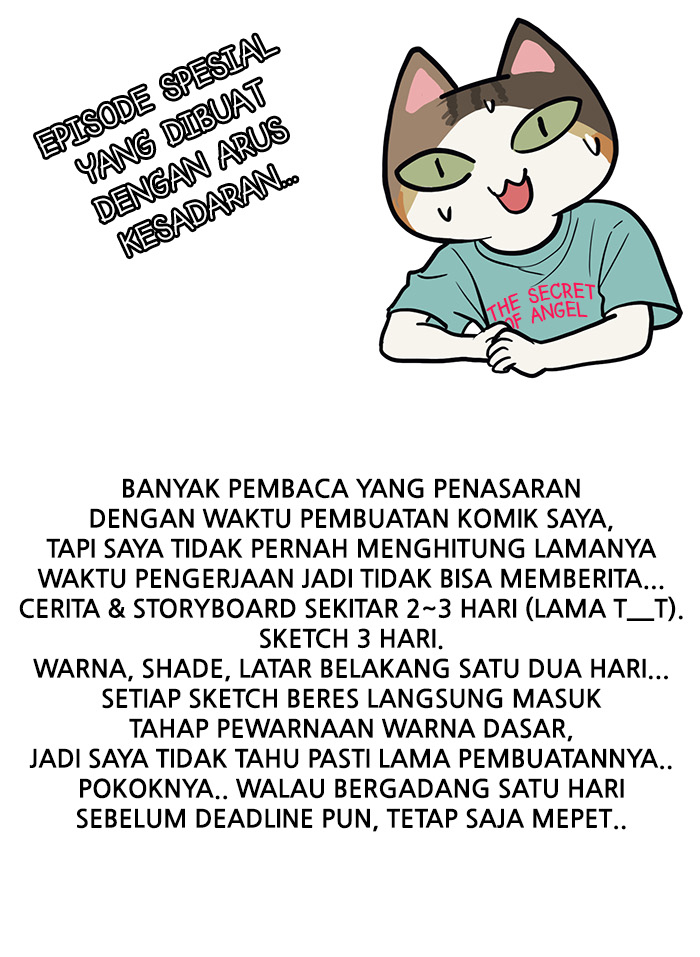 EPISODE SPESIAL
YANG DIBUAT
DENGAN ARUS
KESADARAN...
THE SECRET
OF ANGEL
BANYAK PEMBACA YANG PENASARAN
DENGAN WAKTU PEMBUATAN KOMIK SAYA,
TAPI SAYA TIDAK PERNAH MENGHITUNG LAMANYA
WAKTU PENGERJAAN JADI TIDAK BISA MEMBERITA...
CERITA & STORYBOARD SEKITAR 2~3 HARI (LAMA T__T).
SKETCH 3 HARI.
WARNA, SHADE, LATAR BELAKANG SATU DUA HARI...
SETIAP SKETCH BERES LANGSUNG MASUK
TAHAP PEWARNAAN WARNA DASAR,
JADI SAYA TIDAK TAHU PASTI LAMA PEMBUATANNYA..
POKOKNYA.. WALAU BERGADANG SATU HARI
SEBELUM DEADLINE PUN, TETAP SAJA MEPET..